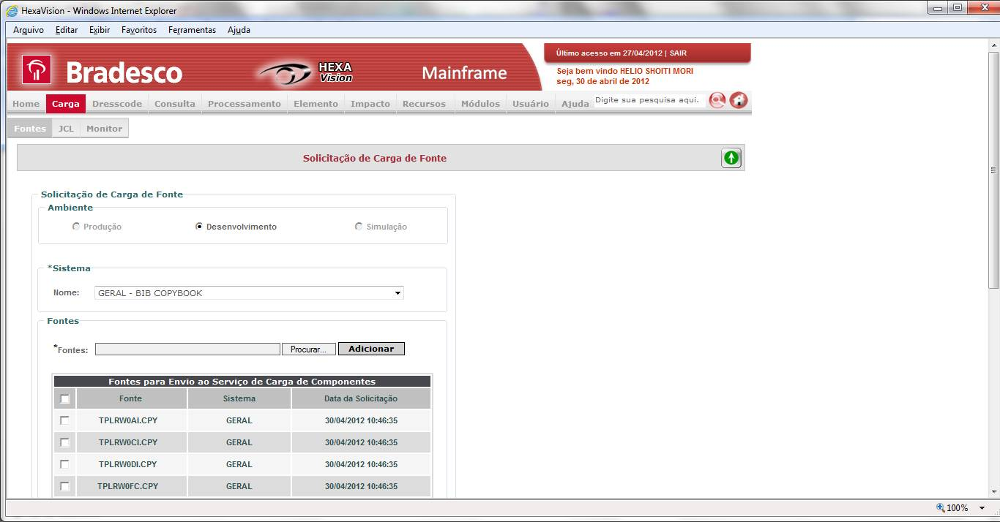 HexaVision - Windows Internet Explorer
Arquivo Editar Exibir Favoritos Ferramentas Ajuda
Bradesco HEXA Vision Mainframe
Último acesso em 27/04/2012 | SAIR
Seja bem vindo HELIO SHOITI MORI
seg, 30 de abril de 2012
Home Carga Dresscode Consulta Processamento Elemento Impacto Recursos Módulos Usuário Ajuda Digite sua pesquisa aqui.
Fontes JCL Monitor
Solicitação de Carga de Fonte
Solicitação de Carga de Fonte
Ambiente
Produção Desenvolvimento Simulação
*Sistema
Nome: GERAL - BIB COPYBOOK
Fontes
*Fontes: Procurar... Adicionar
Fontes para Envio ao Serviço de Carga de Componentes
Fonte Sistema Data da Solicitação
TPLRW0AI.CPY GERAL 30/04/2012 10:46:35
TPLRW0CI.CPY GERAL 30/04/2012 10:46:35
TPLRW0DI.CPY GERAL 30/04/2012 10:46:35
TPLRW0FC.CPY GERAL 30/04/2012 10:46:35
100%